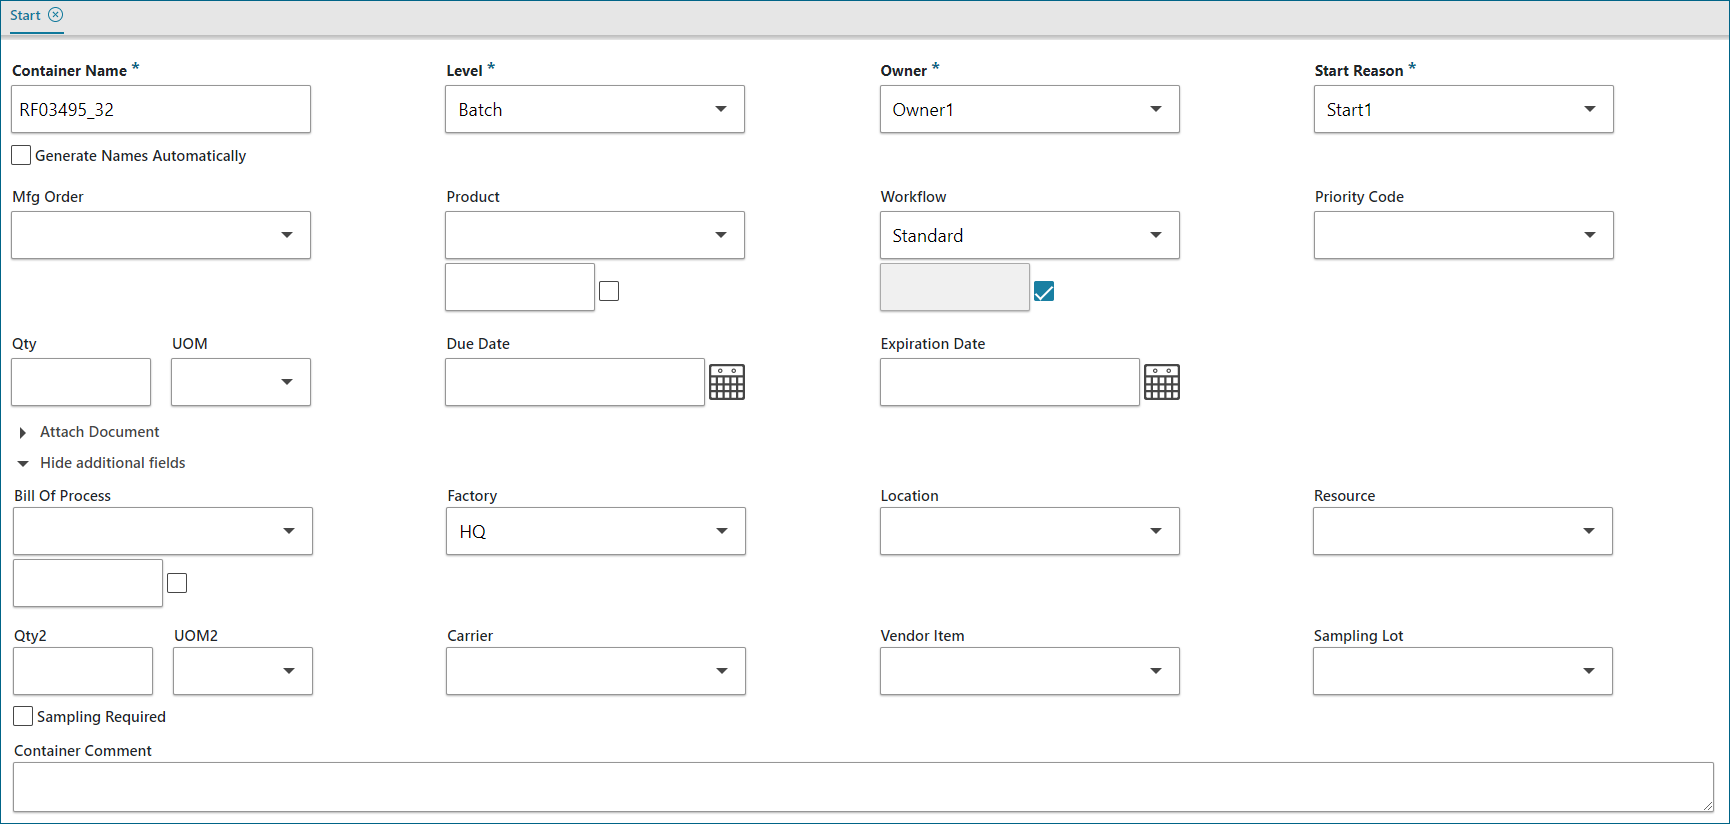 Start
Container Name * Level * Owner * Start Reason *
RF03495_32 Batch Owner1 Start1
Generate Names Automatically
Mfg Order Product Workflow Priority Code
Standard
Qty UOM Due Date Expiration Date
Attach Document
Hide additional fields
Bill Of Process Factory Location Resource
HQ
Qty2 UOM2 Carrier Vendor Item Sampling Lot
Sampling Required
Container Comment